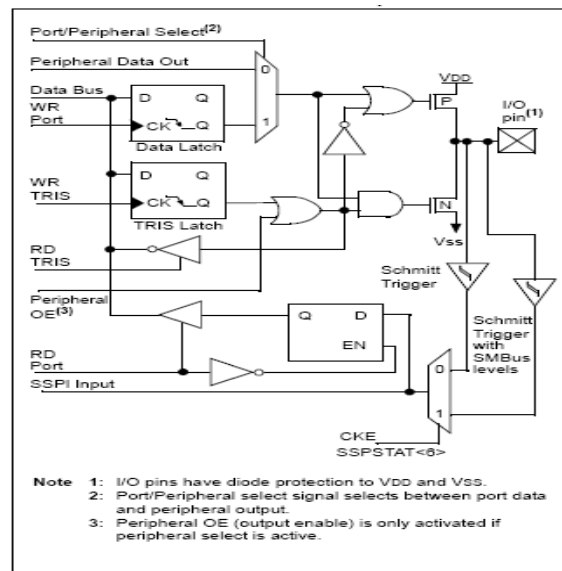 Port/Peripheral Select(2)
Peripheral Data Out
Data Bus
WR
Port
D Q
CK Q
Data Latch
0
1
VDD
P
I/O
pin(1)
WR
TRIS
D Q
CK Q
TRIS Latch
N
Vss
RD
TRIS
Schmitt
Trigger
Peripheral
OE(3)
Q D
EN
Schmitt
Trigger
with
SMBus
levels
RD
Port
SSPI Input
0
1
CKE
SSPSTAT<6>
Note 1: I/O pins have diode protection to VDD and VSS.
2: Port/Peripheral select signal selects between port data
and peripheral output.
3: Peripheral OE (output enable) is only activated if
peripheral select is active.